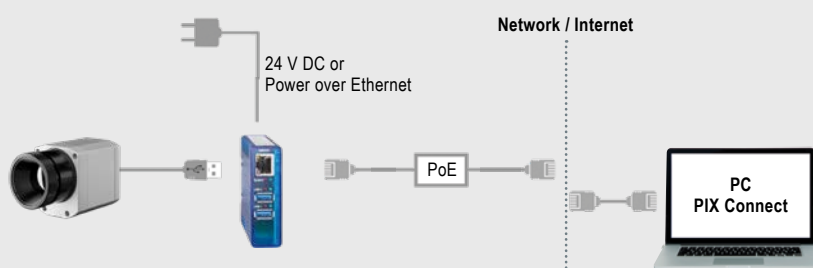 Network / Internet
24 V DC or
Power over Ethernet
PoE
PC
PIX Connect